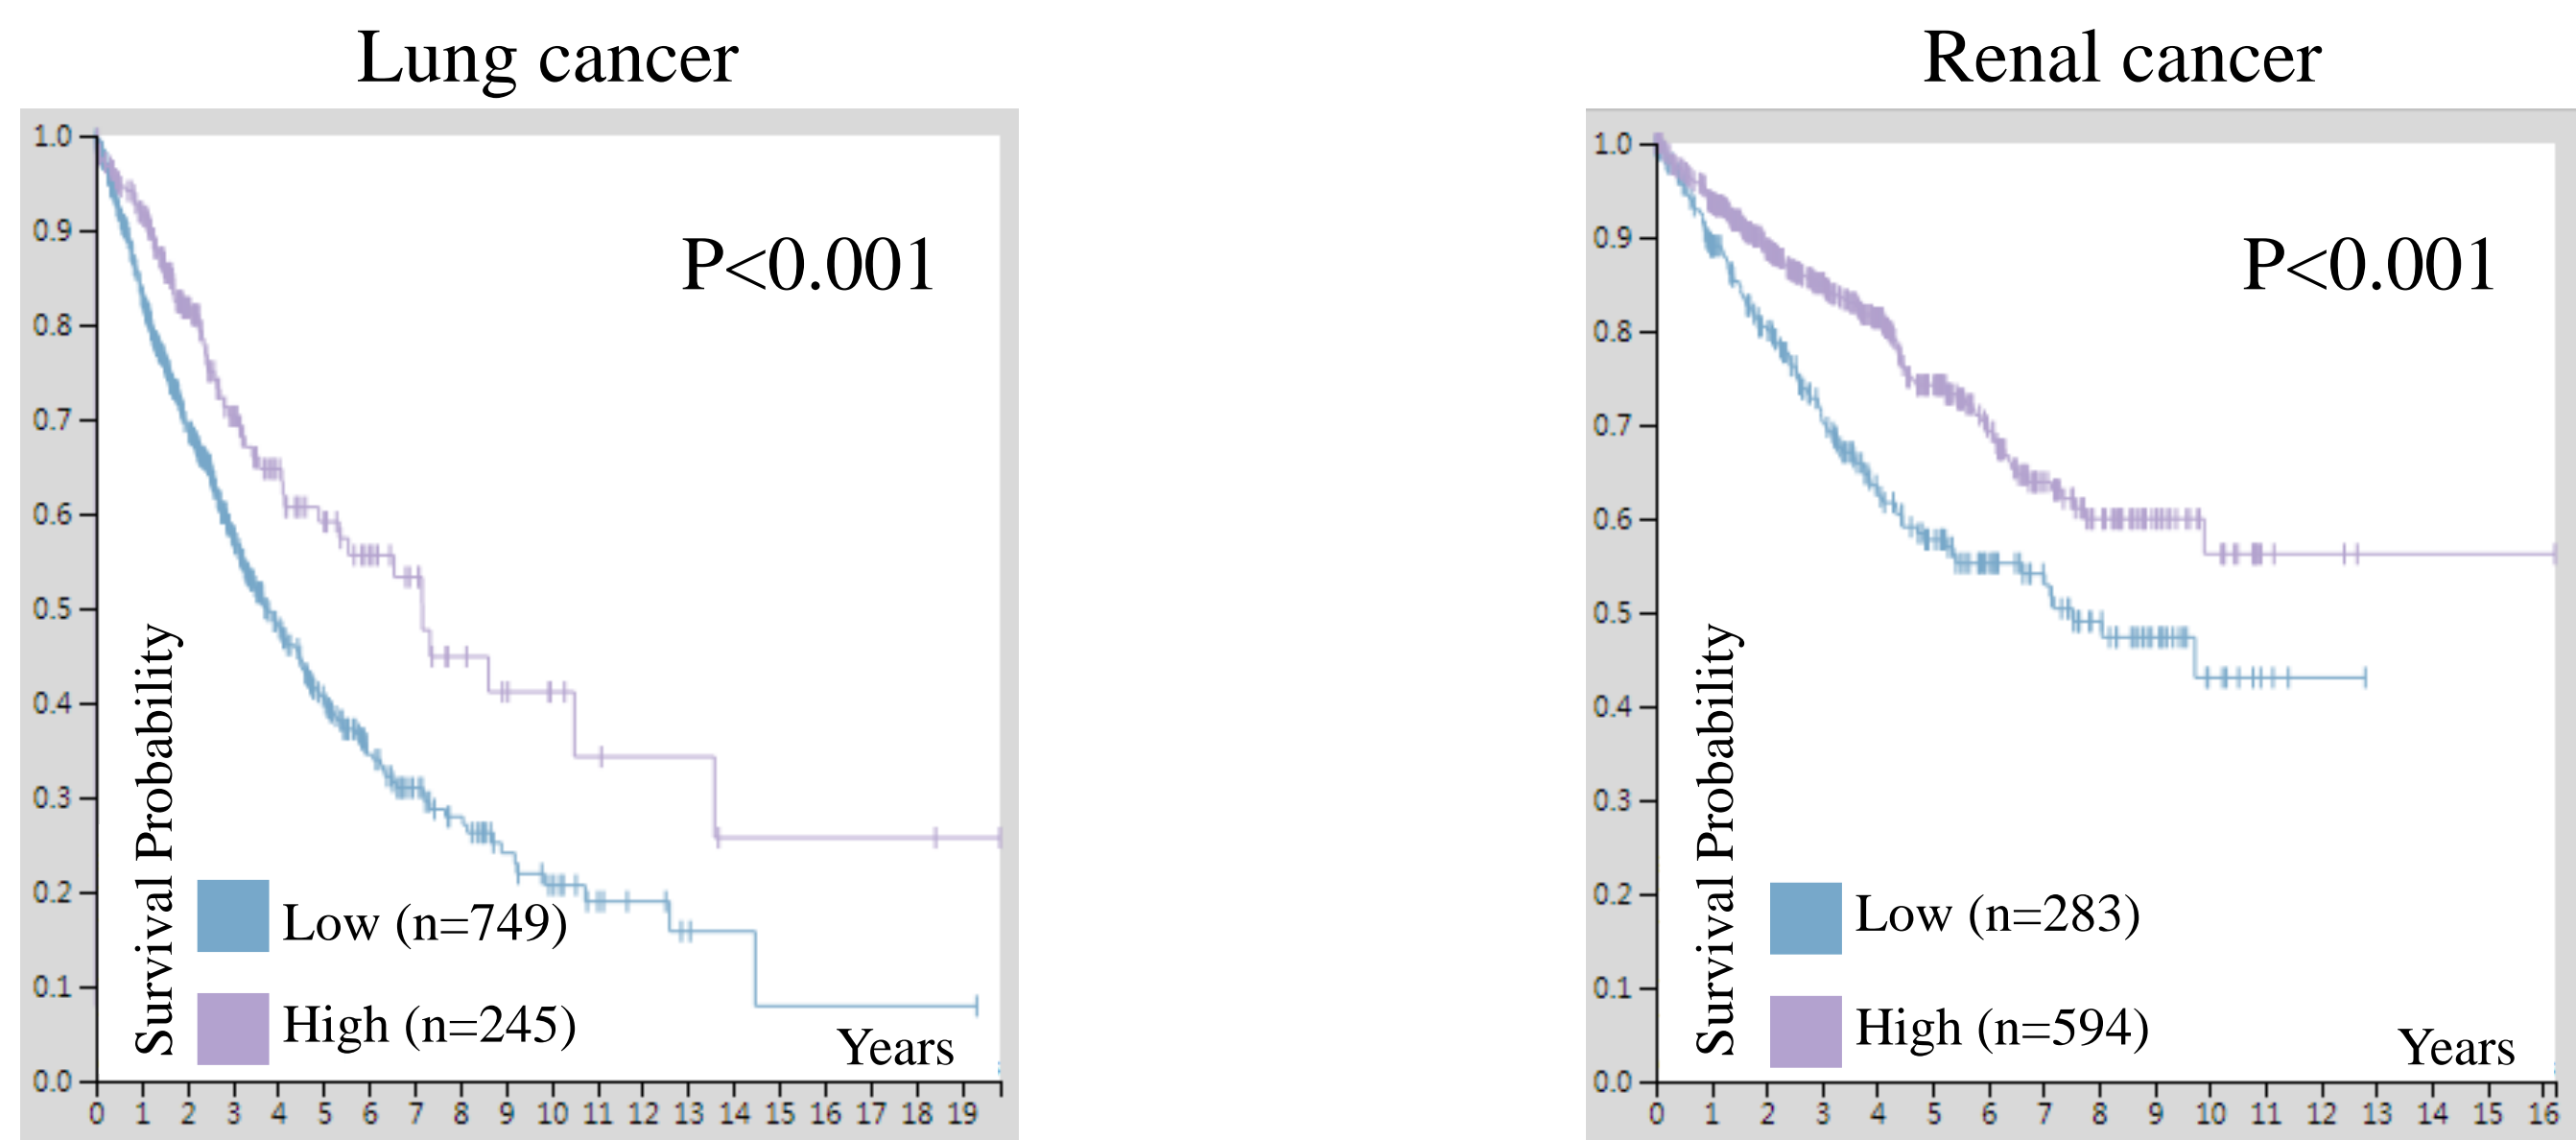 Lung cancer
1.0
0.9
0.8
0.7
0.6
0.5
0.4
0.3
0.2
0.1
0.0
P<0.001
Survival Probability
Low (n=749)
High (n=245)
Years
0 1 2 3 4 5 6 7 8 9 10 11 12 13 14 15 16 17 18 19
Renal cancer
1.0
0.9
0.8
0.7
0.6
0.5
0.4
0.3
0.2
0.1
0.0
P<0.001
Survival Probability
Low (n=283)
High (n=594)
Years
0 1 2 3 4 5 6 7 8 9 10 11 12 13 14 15 16